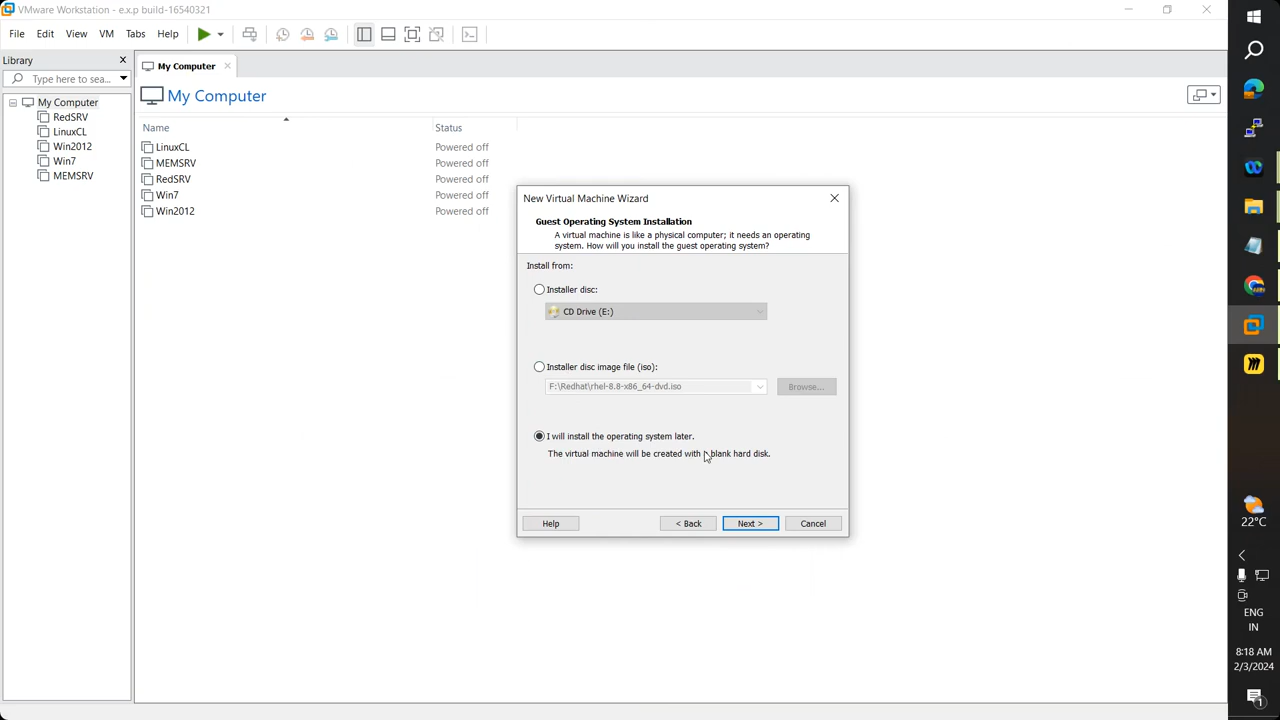 VMware Workstation - e.x.p build-16540321
File Edit View VM Tabs Help
Library
Type here to sea...
My Computer
RedSRV
LinuxCL
Win2012
Win7
MEMSRV
My Computer
My Computer
Name Status
LinuxCL Powered off
MEMSRV Powered off
RedSRV Powered off
Win7 Powered off
Win2012 Powered off
New Virtual Machine Wizard
Guest Operating System Installation
A virtual machine is like a physical computer; it needs an operating
system. How will you install the guest operating system?
Install from:
Installer disc:
CD Drive (E:)
Installer disc image file (iso):
F:\Redhat\rhel-8.8-x86_64-dvd.iso Browse...
I will install the operating system later.
The virtual machine will be created with a blank hard disk.
Help < Back Next > Cancel
22°C
ENG
IN
8:18 AM
2/3/2024
1